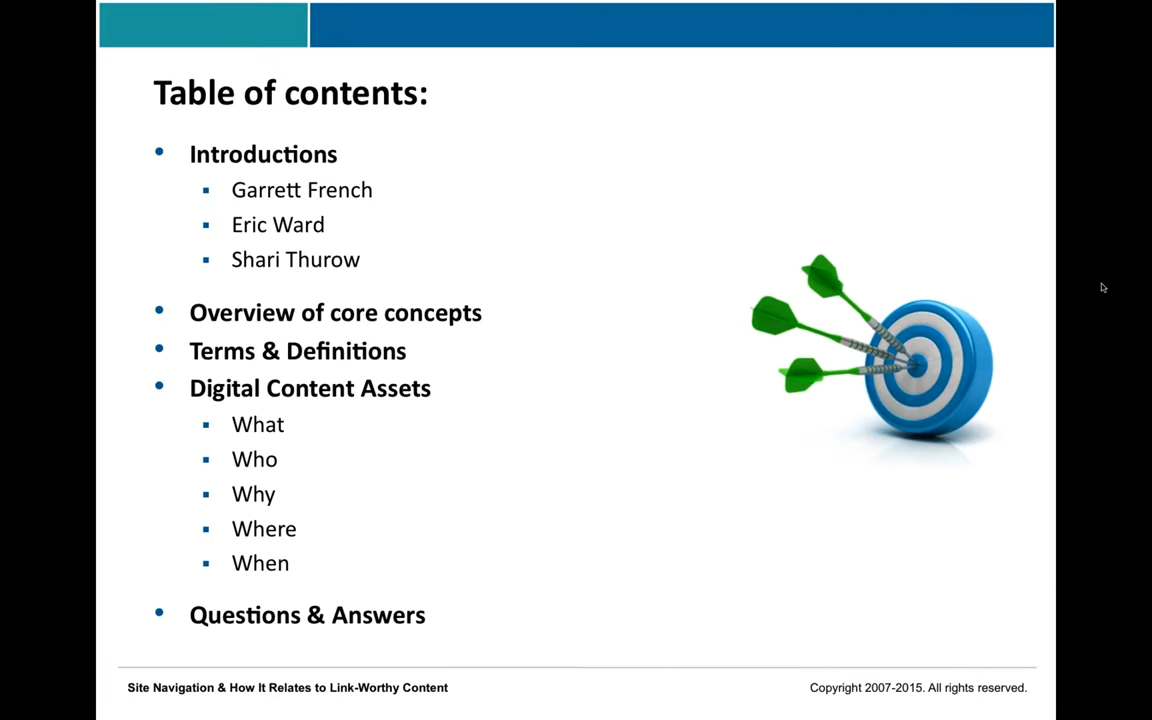 Table of contents:
Introductions
Garrett French
Eric Ward
Shari Thurow
Overview of core concepts
Terms & Definitions
Digital Content Assets
What
Who
Why
Where
When
Questions & Answers
Site Navigation & How It Relates to Link-Worthy Content
Copyright 2007-2015. All rights reserved.